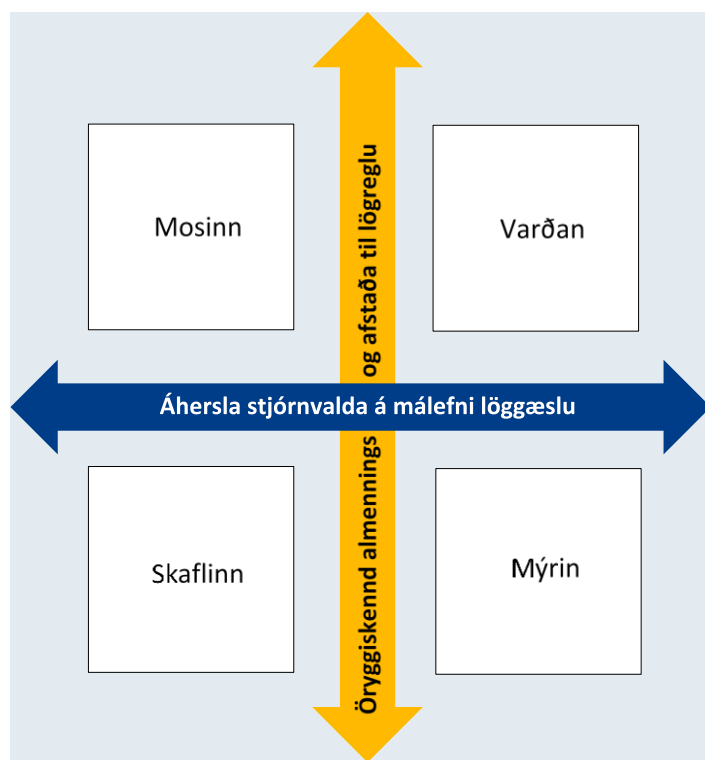 Mosinn
Varðan
Áhersla stjórnvalda á málefni löggæslu
Öryggiskennd almennings og afstaða til lögreglu
Skaflinn
Mýrin